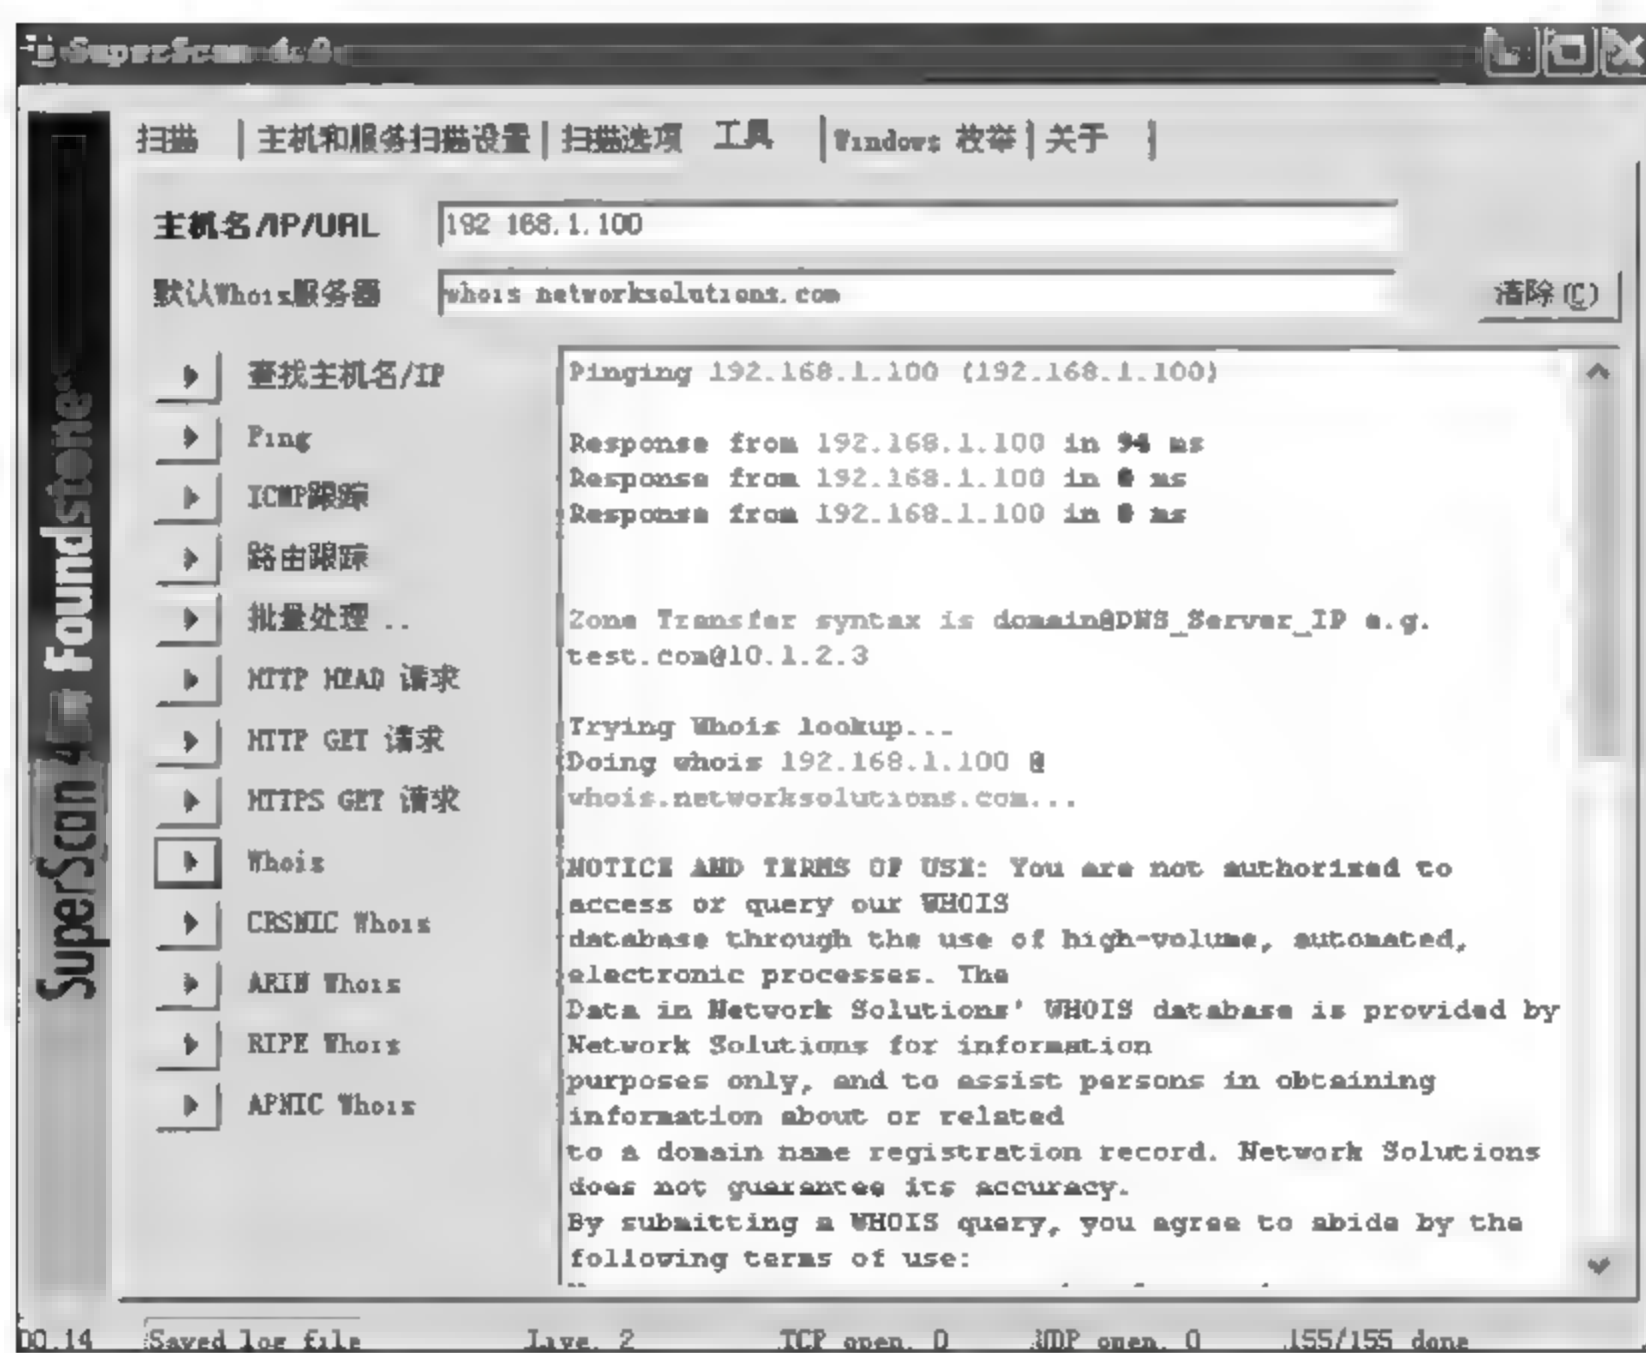 SuperScan 4.0
扫描 主机和服务扫描设置 扫描选项 工具 Windows 枚举 关于
主机名/IP/URL 192 168.1.100
默认Whois服务器 whois networksolutions.com 清除(C)
查找主机名/IP
Ping
ICMP跟踪
路由跟踪
批量处理 ..
HTTP HEAD 请求
HTTP GET 请求
HTTPS GET 请求
Whois
CRSNIC Whois
ARIN Whois
RIPE Whois
APNIC Whois
Pinging 192.168.1.100 (192.168.1.100)
Response from 192.168.1.100 in 94 ms
Response from 192.168.1.100 in 0 ms
Response from 192.168.1.100 in 0 ms
Zone Transfer syntax is domain@DNS_Server_IP e.g.
test.com@10.1.2.3
Trying Whois lookup...
Doing whois 192.168.1.100 @
whois.networksolutions.com...
NOTICE AND TERMS OF USE: You are not authorized to
access or query our WHOIS
database through the use of high-volume, automated,
electronic processes. The
Data in Network Solutions' WHOIS database is provided by
Network Solutions for information
purposes only, and to assist persons in obtaining
information about or related
to a domain name registration record. Network Solutions
does not guarantee its accuracy.
By submitting a WHOIS query, you agree to abide by the
following terms of use:
SuperScan 4 foundstone
00.14 Saved log file Live. 2 TCP open. 0 UDP open. 0 155/155 done